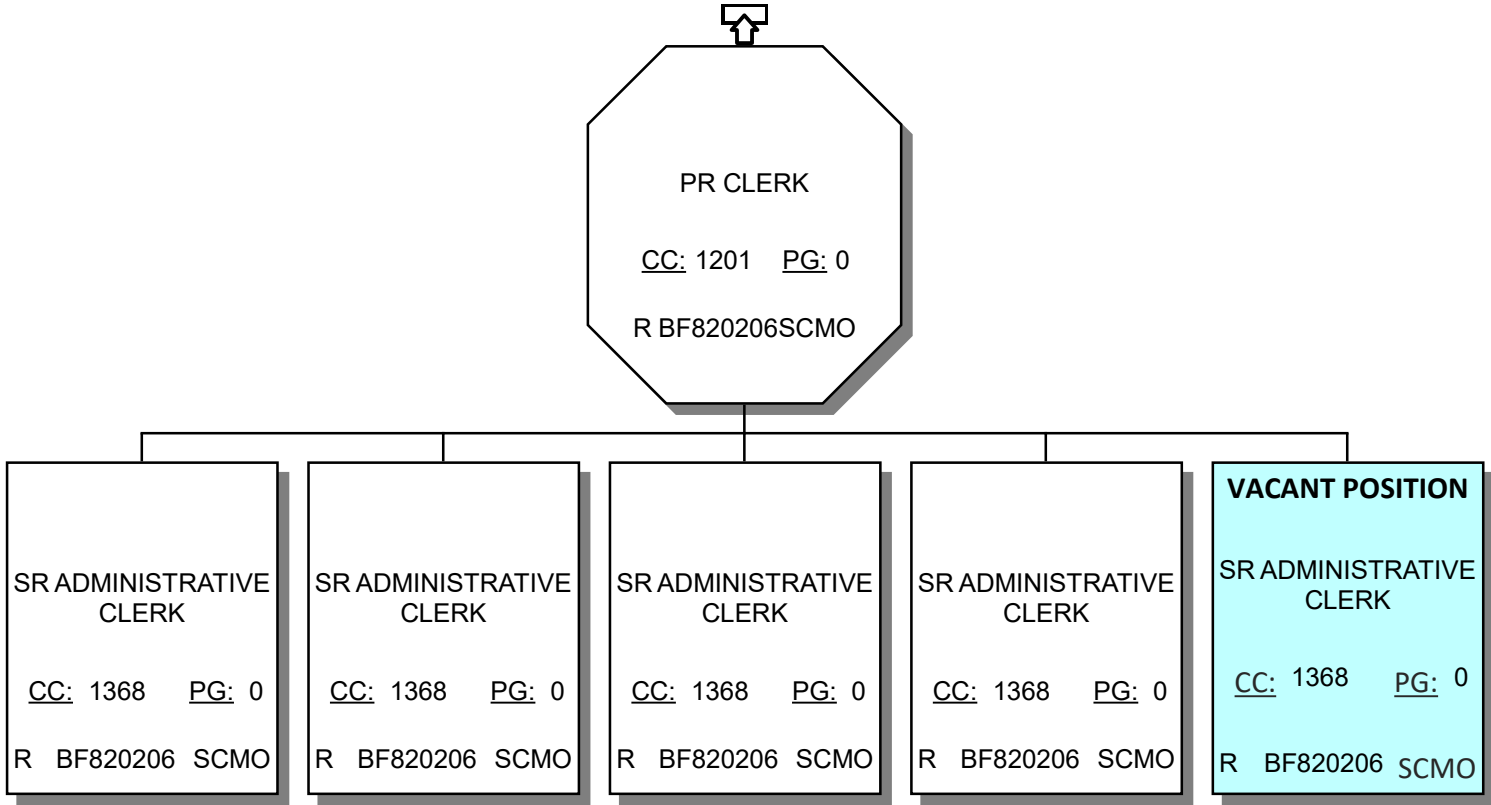 PR CLERK
CC: 1201 PG: 0
R BF820206SCMO
SR ADMINISTRATIVE
CLERK
CC: 1368 PG: 0
R BF820206 SCMO
SR ADMINISTRATIVE
CLERK
CC: 1368 PG: 0
R BF820206 SCMO
SR ADMINISTRATIVE
CLERK
CC: 1368 PG: 0
R BF820206 SCMO
SR ADMINISTRATIVE
CLERK
CC: 1368 PG: 0
R BF820206 SCMO
VACANT POSITION
SR ADMINISTRATIVE
CLERK
CC: 1368 PG: 0
R BF820206 SCMO